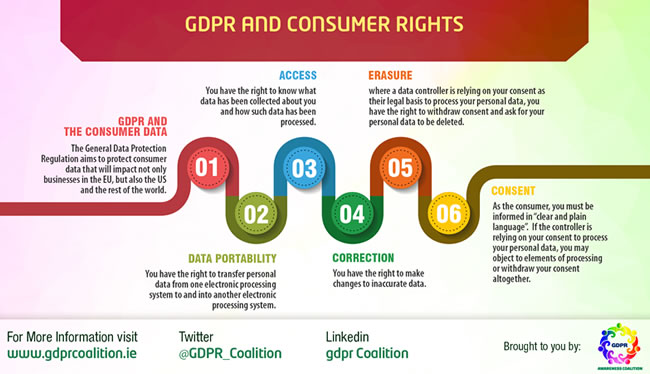 GDPR AND CONSUMER RIGHTS
GDPR AND
THE CONSUMER DATA
The General Data Protection
Regulation aims to protect consumer
data that will impact not only
businesses in the EU, but also the US
and the rest of the world.
01
DATA PORTABILITY
You have the right to transfer personal
data from one electronic processing
system to and into another electronic
processing system.
02
ACCESS
You have the right to know what
data has been collected about you
and how such data has been
processed.
03
CORRECTION
You have the right to make
changes to inaccurate data.
04
ERASURE
where a data controller is relying on your consent as
their legal basis to process your personal data, you
have the right to withdraw consent and ask for your
personal data to be deleted.
05
CONSENT
As the consumer, you must be
informed in "clear and plain
language". If the controller is
relying on your consent to process
your personal data, you may
object to elements of processing
or withdraw your consent
altogether.
06
For More Information visit
www.gdprcoalition.ie
Twitter
@GDPR_Coalition
Linkedin
gdpr Coalition
Brought to you by:
GDPR
AWARENESS COALITION